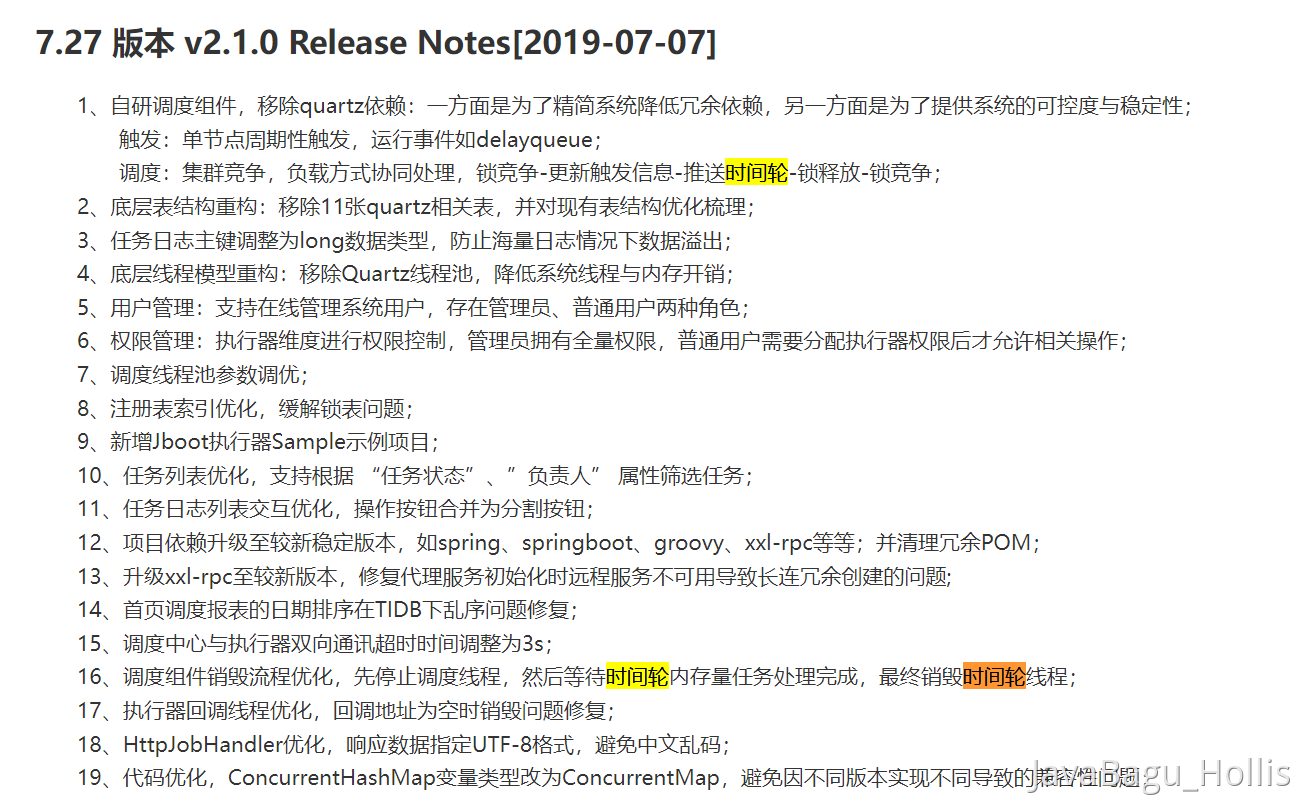 7.27 版本 v2.1.0 Release Notes[2019-07-07]
1、自研调度组件，移除quartz依赖：一方面是为了精简系统降低冗余依赖，另一方面是为了提供系统的可控度与稳定性；
触发：单节点周期性触发，运行事件如delayqueue；
调度：集群竞争，负载方式协同处理，锁竞争-更新触发信息-推送时间轮-锁释放-锁竞争；
2、底层表结构重构：移除11张quartz相关表，并对现有表结构优化梳理；
3、任务日志主键调整为long数据类型，防止海量日志情况下数据溢出；
4、底层线程模型重构：移除Quartz线程池，降低系统线程与内存开销；
5、用户管理：支持在线管理系统用户，存在管理员、普通用户两种角色；
6、权限管理：执行器维度进行权限控制，管理员拥有全量权限，普通用户需要分配执行器权限后才允许相关操作；
7、调度线程池参数调优；
8、注册表索引优化，缓解锁表问题；
9、新增Jboot执行器Sample示例项目；
10、任务列表优化，支持根据 “任务状态”、”负责人” 属性筛选任务；
11、任务日志列表交互优化，操作按钮合并为分割按钮；
12、项目依赖升级至较新稳定版本，如spring、springboot、groovy、xxl-rpc等等；并清理冗余POM；
13、升级xxl-rpc至较新版本，修复代理服务初始化时远程服务不可用导致长连冗余创建的问题;
14、首页调度报表的日期排序在TIDB下乱序问题修复；
15、调度中心与执行器双向通讯超时时间调整为3s；
16、调度组件销毁流程优化，先停止调度线程，然后等待时间轮内存量任务处理完成，最终销毁时间轮线程；
17、执行器回调线程优化，回调地址为空时销毁问题修复；
18、HttpJobHandler优化，响应数据指定UTF-8格式，避免中文乱码；
19、代码优化，ConcurrentHashMap变量类型改为ConcurrentMap，避免因不同版本实现不同导致的兼容性问题；
JavaBagu_Hollis